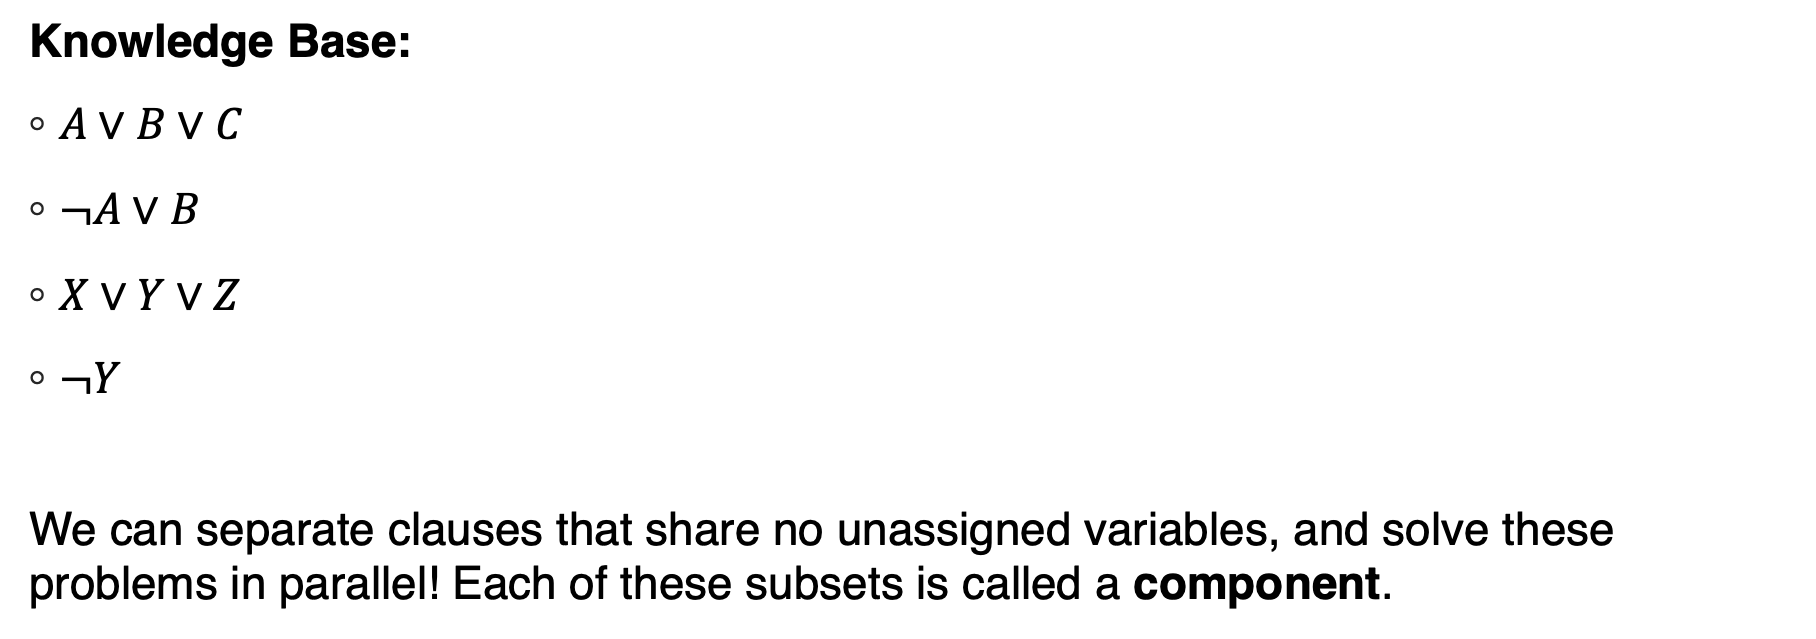 Knowledge Base:
∘ A ∨ B ∨ C
∘ ¬A ∨ B
∘ X ∨ Y ∨ Z
∘ ¬Y
We can separate clauses that share no unassigned variables, and solve these
problems in parallel! Each of these subsets is called a component.